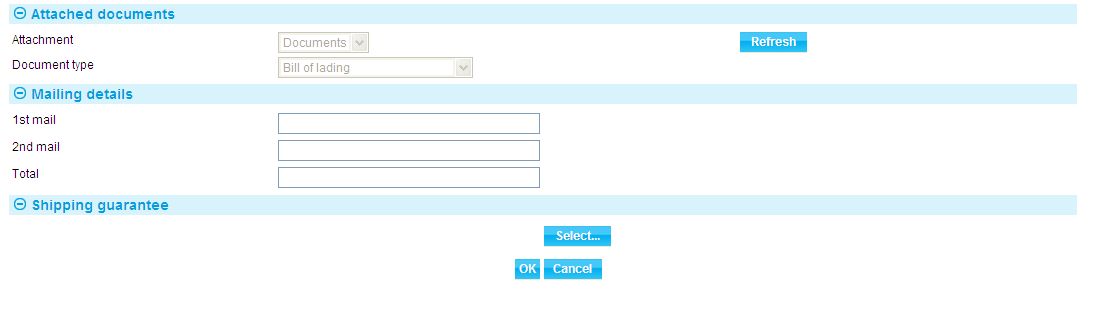 Attached documents
Attachment Documents Refresh
Document type Bill of lading
Mailing details
1st mail
2nd mail
Total
Shipping guarantee
Select...
OK Cancel